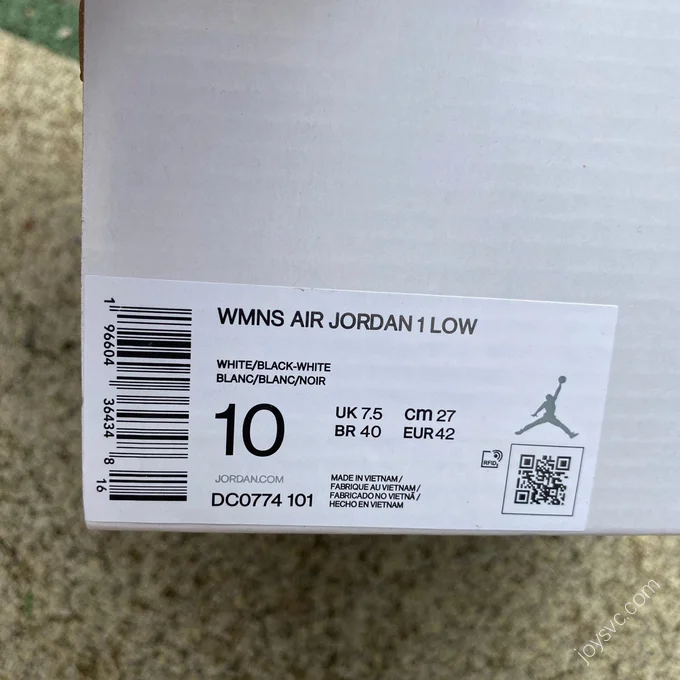 WMNS AIR JORDAN 1 LOW
WHITE/BLACK-WHITE
BLANC/BLANC/NOIR
10
UK 7.5 cm 27
BR 40 EUR 42
JORDAN.COM
DC0774 101
MADE IN VIETNAM /
FABRIQUE AU VIETNAM /
FABRICADO NO VIETNÃ /
HECHO EN VIETNAM
RFID
1 96604 36434 8 16
joysvc.com